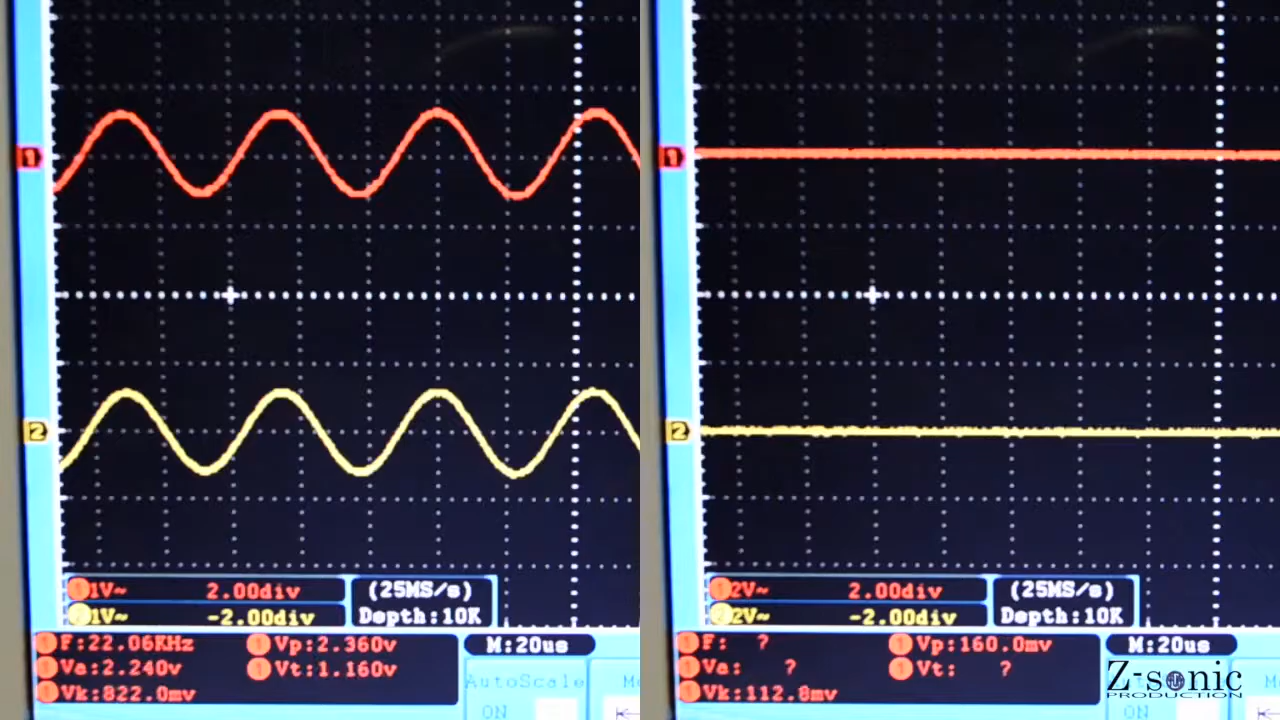 1
2
1V~ 2.00div
1V~ -2.00div
(25MS/s)
Depth:10K
F:22.06KHz Vp:2.360v
Va:2.240v Vt:1.160v
Vk:822.0mv
M:20us
AutoScale
ON
1
2
2V~ 2.00div
2V~ -2.00div
(25MS/s)
Depth:10K
F: ? Vp:160.0mv
Va: ? Vt: ?
Vk:112.8mv
M:20us
ON
Z-sonic
PRODUCTION